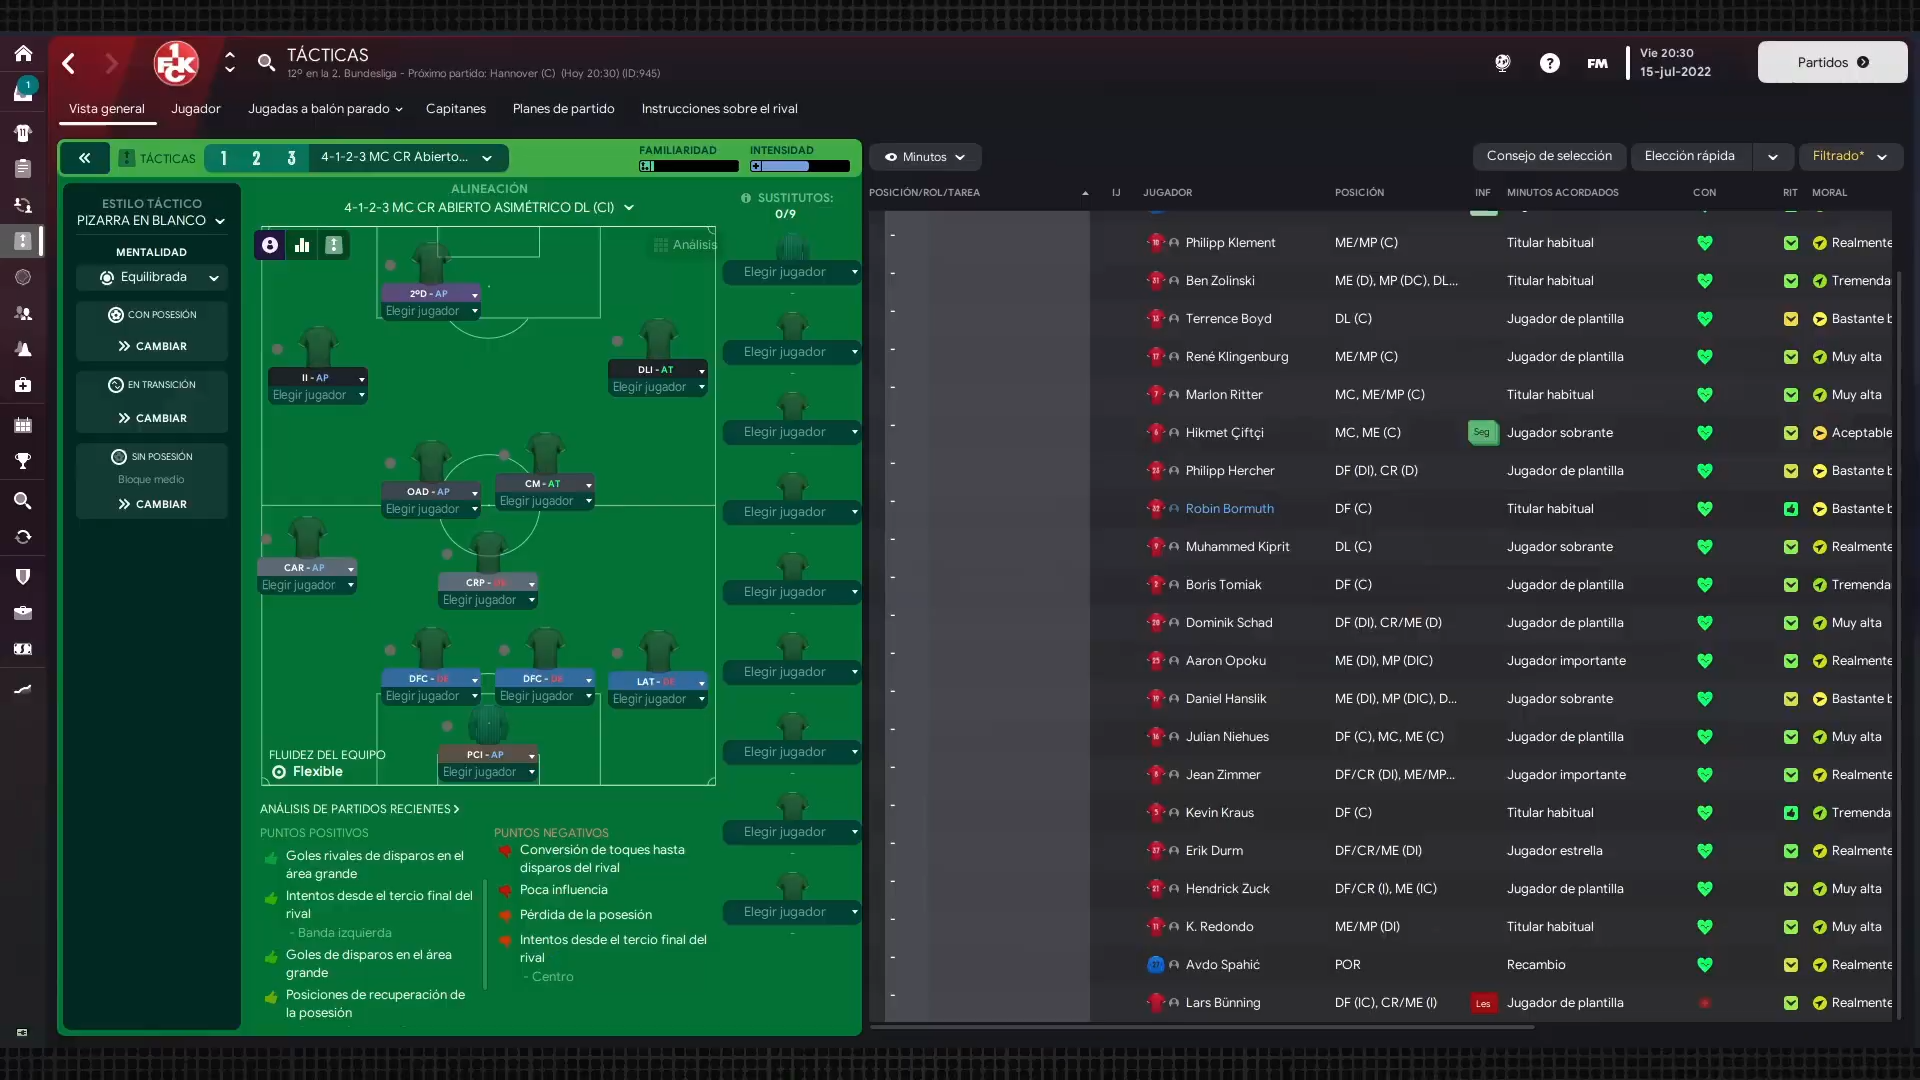 TÁCTICAS
12º en la 2. Bundesliga - Próximo partido: Hannover (C) (Hoy 20:30) (ID:945)
FM
Vie 20:30
15-jul-2022
Partidos
1
Vista general
Jugador
Jugadas a balón parado
Capitanes
Planes de partido
Instrucciones sobre el rival
TÁCTICAS
1 2 3
4-1-2-3 MC CR Abierto...
FAMILIARIDAD
INTENSIDAD
ESTILO TÁCTICO
PIZARRA EN BLANCO
MENTALIDAD
Equilibrada
CON POSESIÓN
CAMBIAR
EN TRANSICIÓN
CAMBIAR
SIN POSESIÓN
Bloque medio
CAMBIAR
ALINEACIÓN
4-1-2-3 MC CR ABIERTO ASIMÉTRICO DL (CI)
Análisis
2ºD - AP
Elegir jugador
II - AP
Elegir jugador
DLI - AT
Elegir jugador
OAD - AP
Elegir jugador
CM - AT
Elegir jugador
CAR - AP
Elegir jugador
CRP - DE
Elegir jugador
DFC - DE
Elegir jugador
DFC - DE
Elegir jugador
LAT - DE
Elegir jugador
PCI - AP
Elegir jugador
FLUIDEZ DEL EQUIPO
Flexible
SUSTITUTOS:
0/9
Elegir jugador
Elegir jugador
Elegir jugador
Elegir jugador
Elegir jugador
Elegir jugador
Elegir jugador
Elegir jugador
Elegir jugador
ANÁLISIS DE PARTIDOS RECIENTES
PUNTOS POSITIVOS
Goles rivales de disparos en el
área grande
Intentos desde el tercio final del
rival
- Banda izquierda
Goles de disparos en el área
grande
Posiciones de recuperación de
la posesión
PUNTOS NEGATIVOS
Conversión de toques hasta
disparos del rival
Poca influencia
Pérdida de la posesión
Intentos desde el tercio final del
rival
- Centro
Minutos
Consejo de selección
Elección rápida
Filtrado*
POSICIÓN/ROL/TAREA IJ JUGADOR POSICIÓN INF MINUTOS ACORDADOS CON RIT MORAL
- Philipp Klement ME/MP (C) Titular habitual Realmente
- Ben Zolinski ME (D), MP (DC), DL... Titular habitual Tremenda
- Terrence Boyd DL (C) Jugador de plantilla Bastante b
- René Klingenburg ME/MP (C) Jugador de plantilla Muy alta
- Marlon Ritter MC, ME/MP (C) Titular habitual Muy alta
- Hikmet Çiftçi MC, ME (C) Seg Jugador sobrante Aceptable
- Philipp Hercher DF (DI), CR (D) Jugador de plantilla Bastante b
- Robin Bormuth DF (C) Titular habitual Bastante b
- Muhammed Kiprit DL (C) Jugador sobrante Realmente
- Boris Tomiak DF (C) Jugador de plantilla Tremenda
- Dominik Schad DF (DI), CR/ME (D) Jugador de plantilla Muy alta
- Aaron Opoku ME (DI), MP (DIC) Jugador importante Realmente
- Daniel Hanslik ME (DI), MP (DIC), D... Jugador sobrante Bastante b
- Julian Niehues DF (C), MC, ME (C) Jugador de plantilla Muy alta
- Jean Zimmer DF/CR (DI), ME/MP... Jugador importante Realmente
- Kevin Kraus DF (C) Titular habitual Tremenda
- Erik Durm DF/CR/ME (DI) Jugador estrella Realmente
- Hendrick Zuck DF/CR (I), ME (IC) Jugador de plantilla Muy alta
- K. Redondo ME/MP (DI) Titular habitual Muy alta
- Avdo Spahić POR Recambio Realmente
- Lars Bünning DF (IC), CR/ME (I) Les Jugador de plantilla Realmente